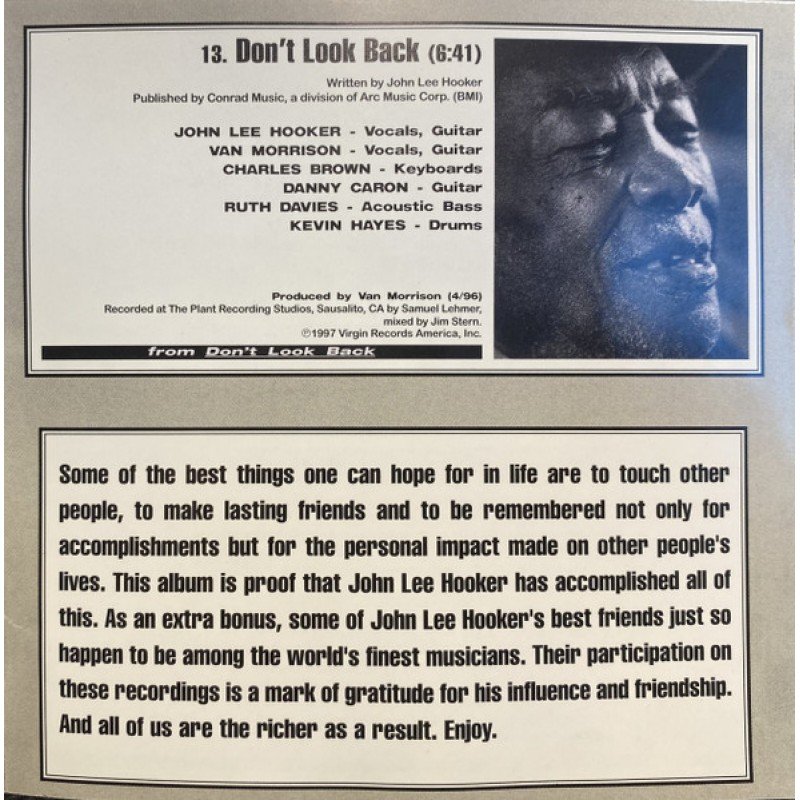 13. Don't Look Back (6:41)
Written by John Lee Hooker
Published by Conrad Music, a division of Arc Music Corp. (BMI)
JOHN LEE HOOKER - Vocals, Guitar
VAN MORRISON - Vocals, Guitar
CHARLES BROWN - Keyboards
DANNY CARON - Guitar
RUTH DAVIES - Acoustic Bass
KEVIN HAYES - Drums
Produced by Van Morrison (4/96)
Recorded at The Plant Recording Studios, Sausalito, CA by Samuel Lehmer,
mixed by Jim Stern.
℗1997 Virgin Records America, Inc.
from Don't Look Back
Some of the best things one can hope for in life are to touch other
people, to make lasting friends and to be remembered not only for
accomplishments but for the personal impact made on other people's
lives. This album is proof that John Lee Hooker has accomplished all of
this. As an extra bonus, some of John Lee Hooker's best friends just so
happen to be among the world's finest musicians. Their participation on
these recordings is a mark of gratitude for his influence and friendship.
And all of us are the richer as a result. Enjoy.